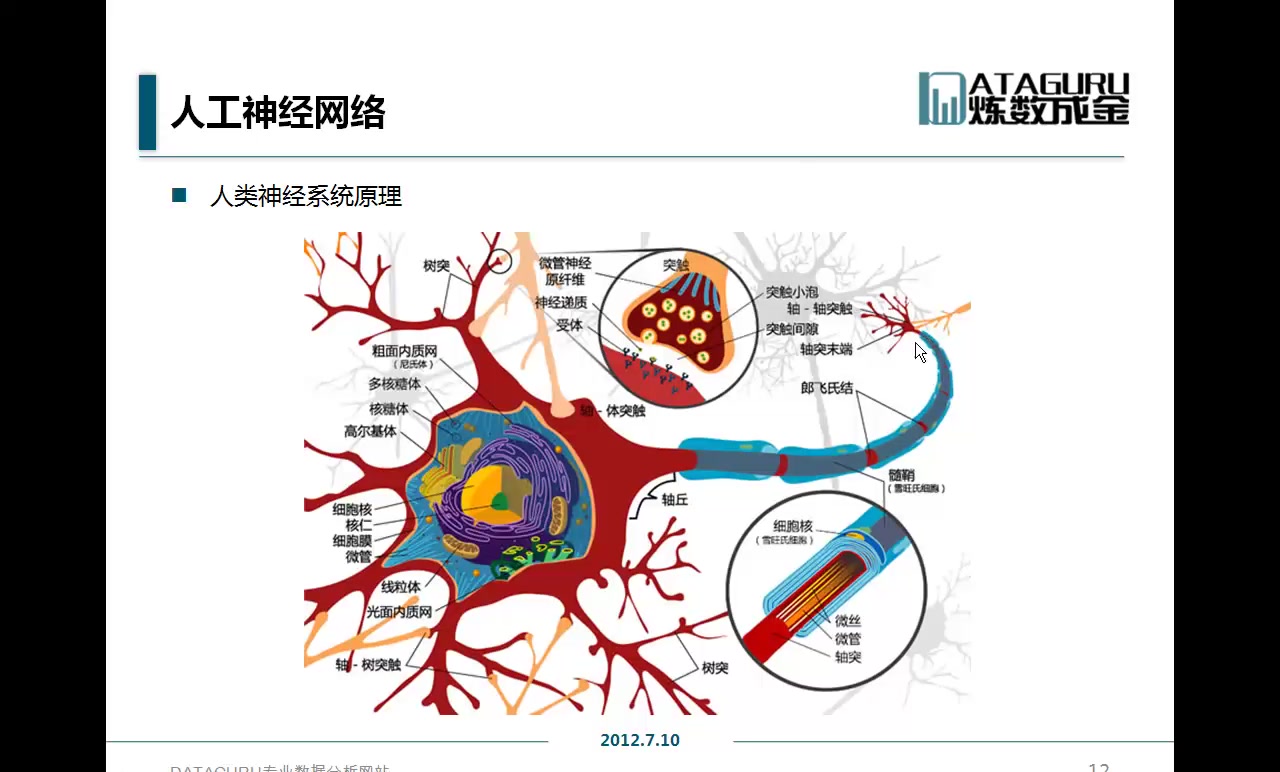 人工神经网络
ATAGURU
炼数成金
人类神经系统原理
树突
微管神经
原纤维
突触
神经递质
突触小泡
轴 - 轴突触
受体
突触间隙
粗面内质网
（尼氏体）
轴突末端
多核糖体
郎飞氏结
核糖体
轴 - 体突触
高尔基体
髓鞘
（雪旺氏细胞）
轴丘
细胞核
核仁
细胞膜
微管
细胞核
（雪旺氏细胞）
线粒体
光面内质网
微丝
微管
轴突
轴 - 树突触
树突
2012.7.10
DATAGURU专业数据分析网站
12